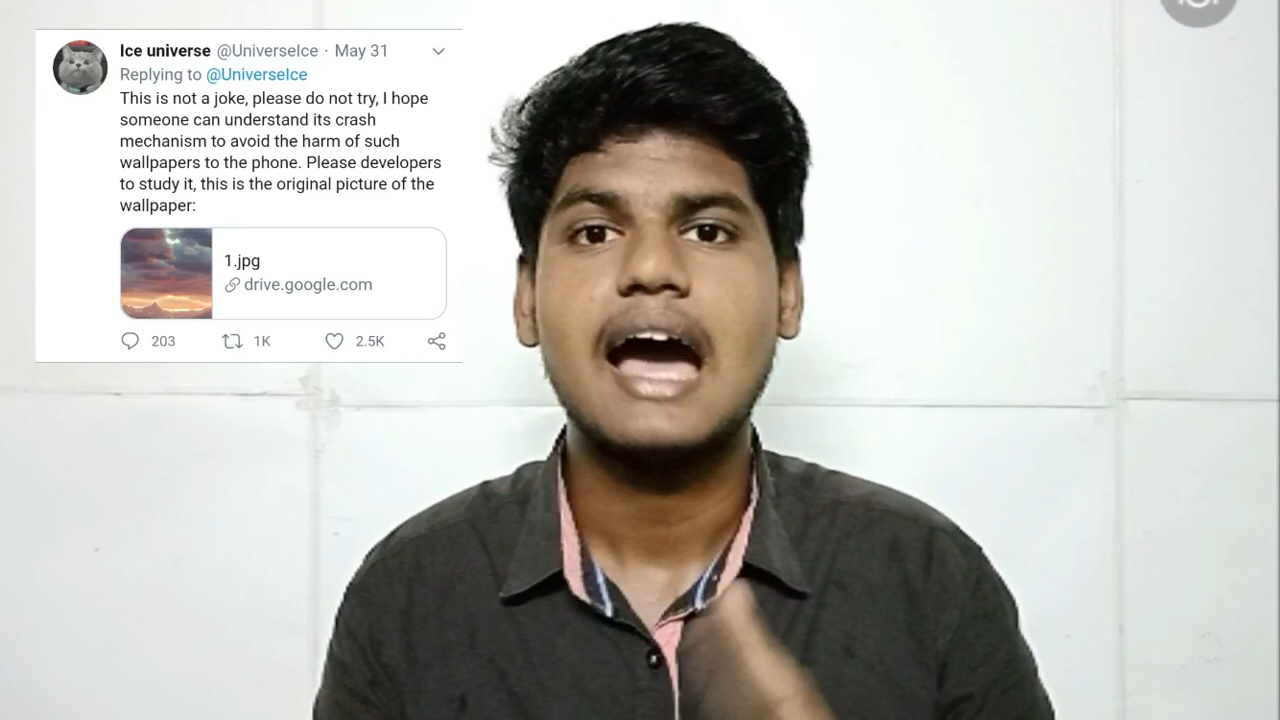 Ice universe @UniverseIce · May 31
Replying to @UniverseIce
This is not a joke, please do not try, I hope
someone can understand its crash
mechanism to avoid the harm of such
wallpapers to the phone. Please developers
to study it, this is the original picture of the
wallpaper:
1.jpg
drive.google.com
203 1K 2.5K